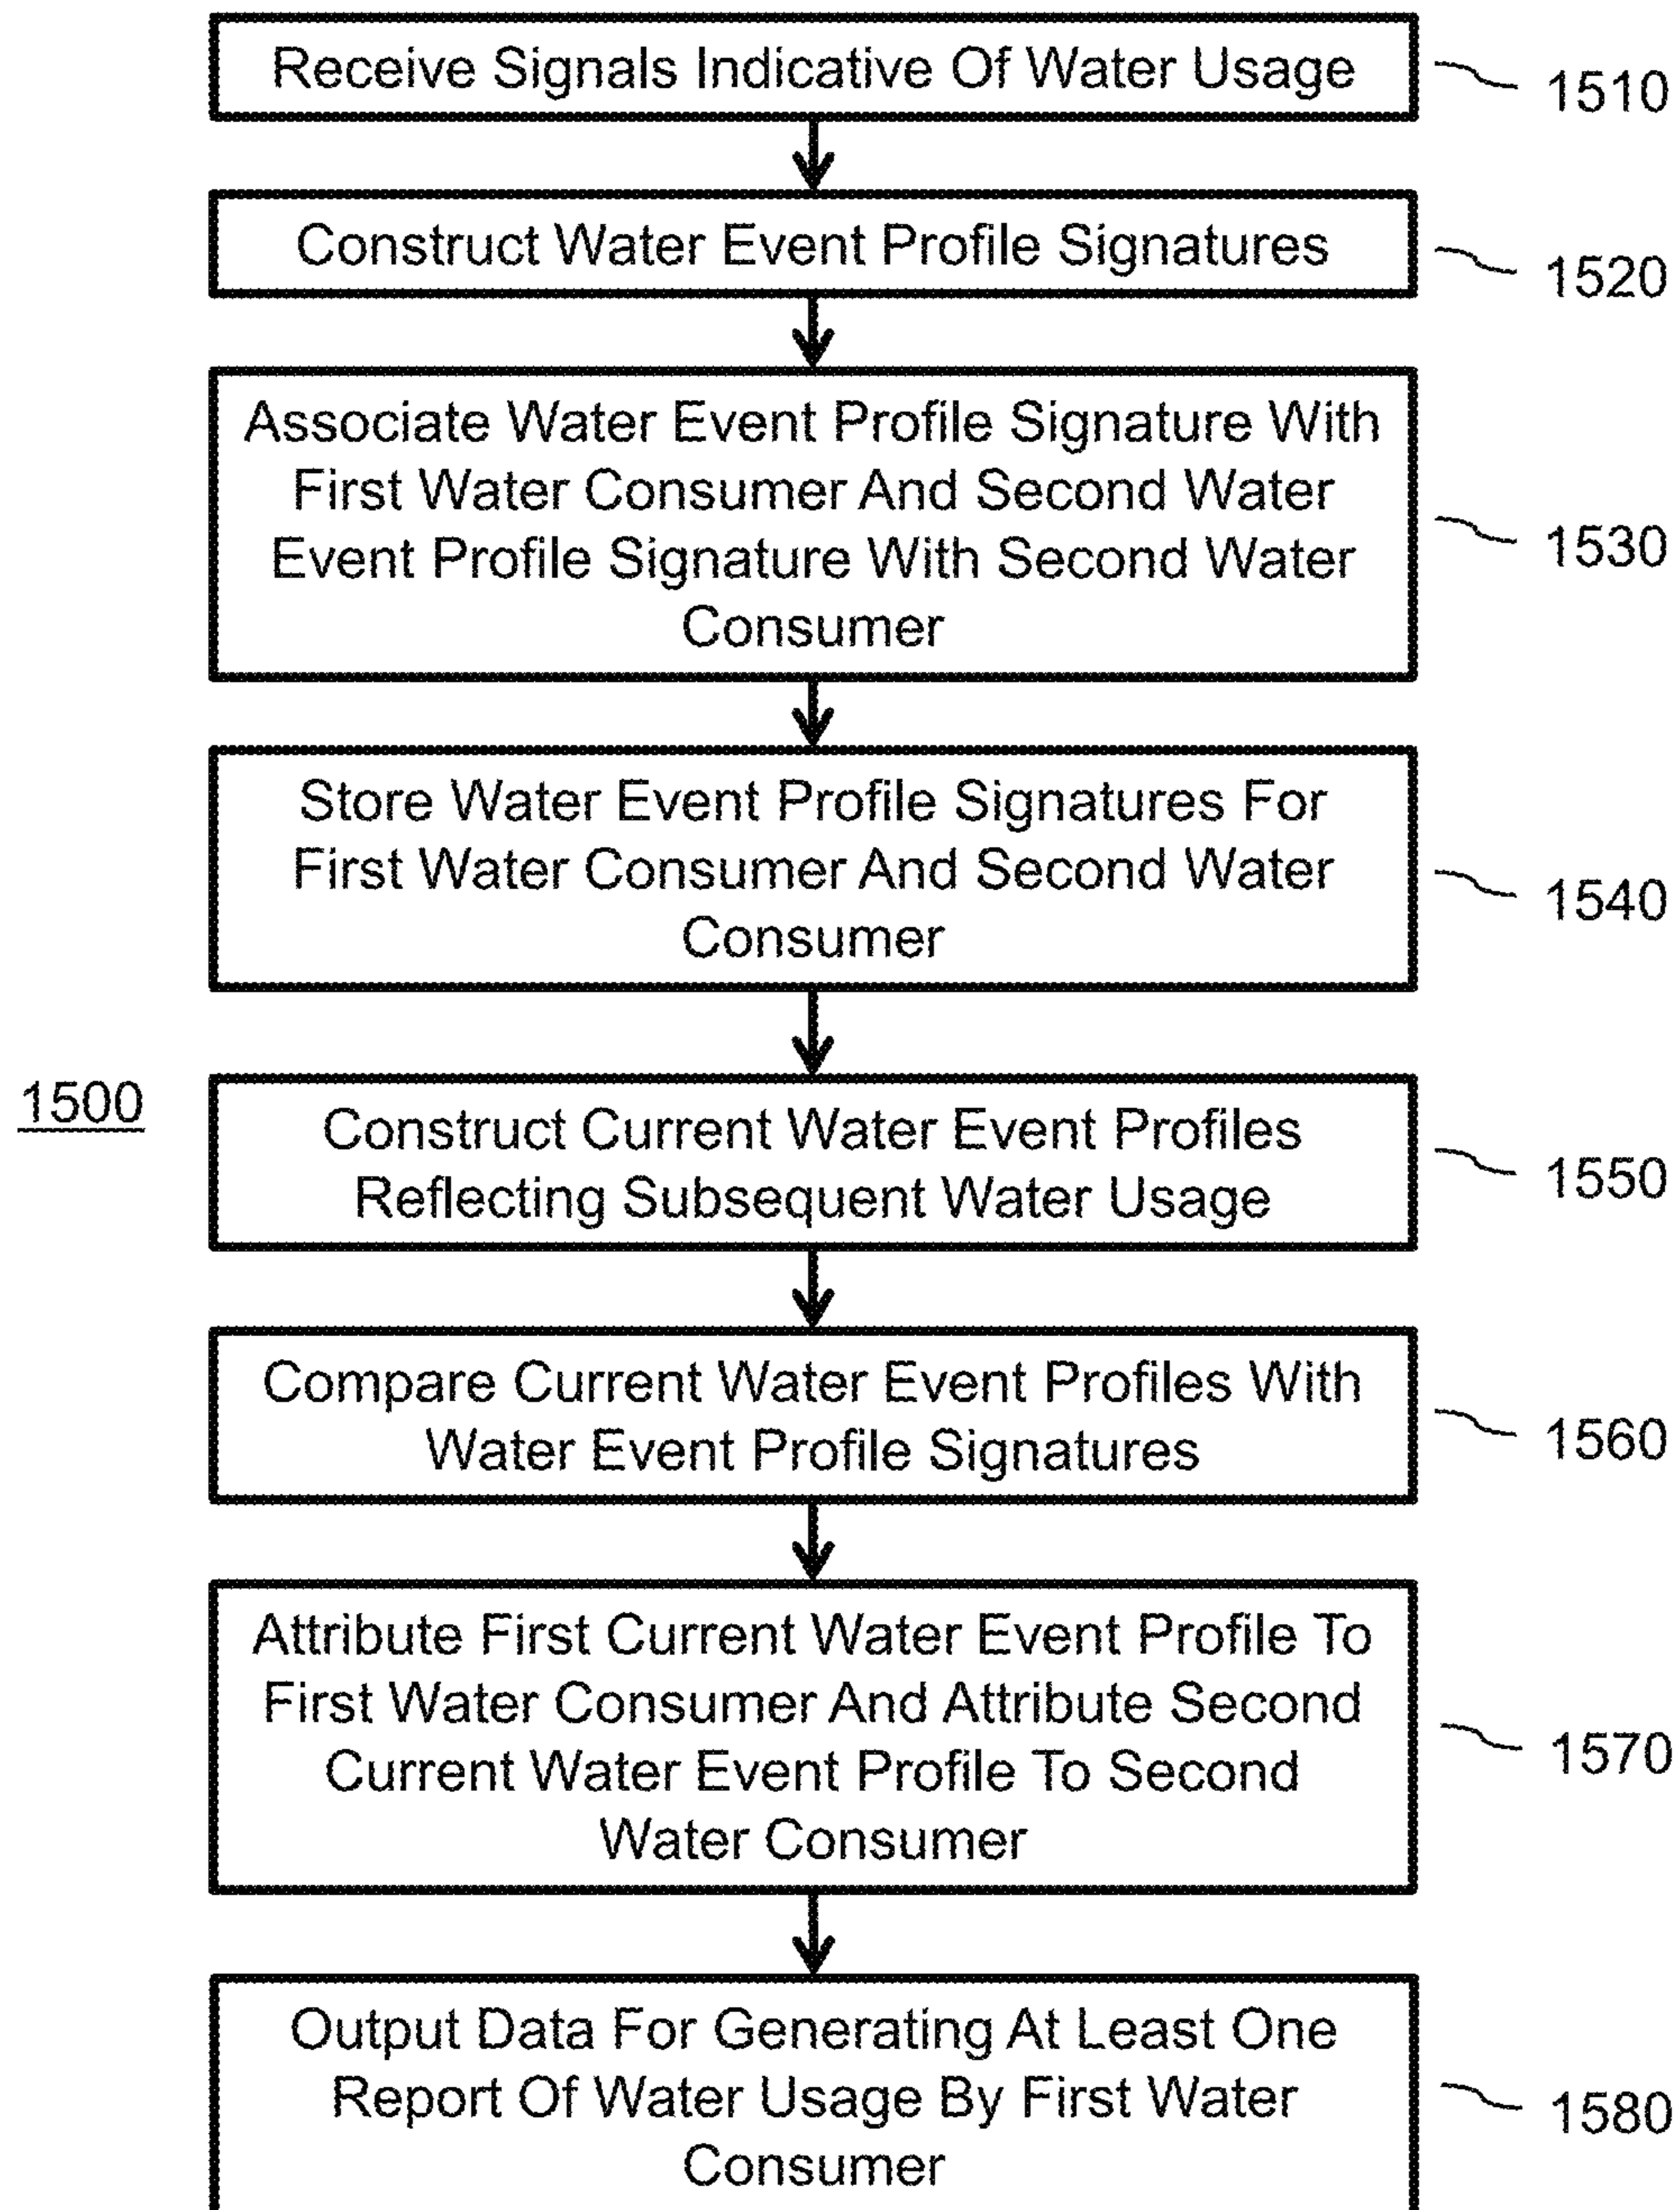 Receive Signals Indicative Of Water Usage
1510
Construct Water Event Profile Signatures
1520
Associate Water Event Profile Signature With
First Water Consumer And Second Water
Event Profile Signature With Second Water
Consumer
1530
Store Water Event Profile Signatures For
First Water Consumer And Second Water
Consumer
1540
1500
Construct Current Water Event Profiles
Reflecting Subsequent Water Usage
1550
Compare Current Water Event Profiles With
Water Event Profile Signatures
1560
Attribute First Current Water Event Profile To
First Water Consumer And Attribute Second
Current Water Event Profile To Second
Water Consumer
1570
Output Data For Generating At Least One
Report Of Water Usage By First Water
Consumer
1580